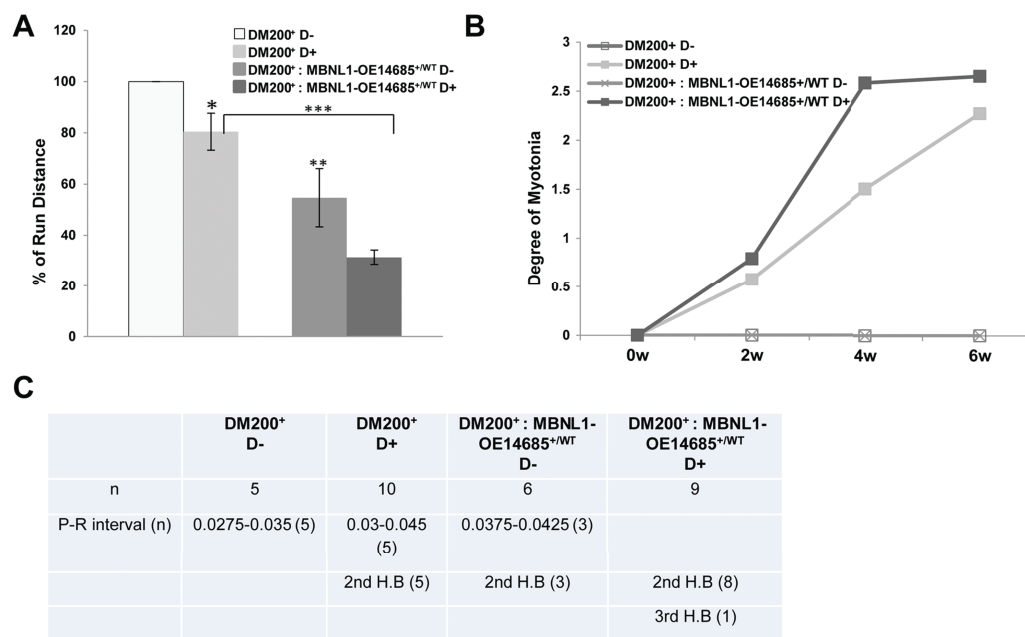 A
120
100
80
60
40
20
0
% of Run Distance
DM200⁺ D-
DM200⁺ D+
DM200⁺ : MBNL1-OE14685⁺/ᵂᵀ D-
DM200⁺ : MBNL1-OE14685⁺/ᵂᵀ D+
*
***
**
B
3
2.5
2
1.5
1
0.5
0
Degree of Myotonia
DM200+ D-
DM200+ D+
DM200+ : MBNL1-OE14685+/WT D-
DM200+ : MBNL1-OE14685+/WT D+
0w 2w 4w 6w
C
DM200⁺ DM200⁺ DM200⁺ : MBNL1- DM200⁺ : MBNL1-
D- D+ OE14685⁺/ᵂᵀ OE14685⁺/ᵂᵀ
D- D+
n 5 10 6 9
P-R interval (n) 0.0275-0.035 (5) 0.03-0.045 0.0375-0.0425 (3)
(5)
2nd H.B (5) 2nd H.B (3) 2nd H.B (8)
3rd H.B (1)